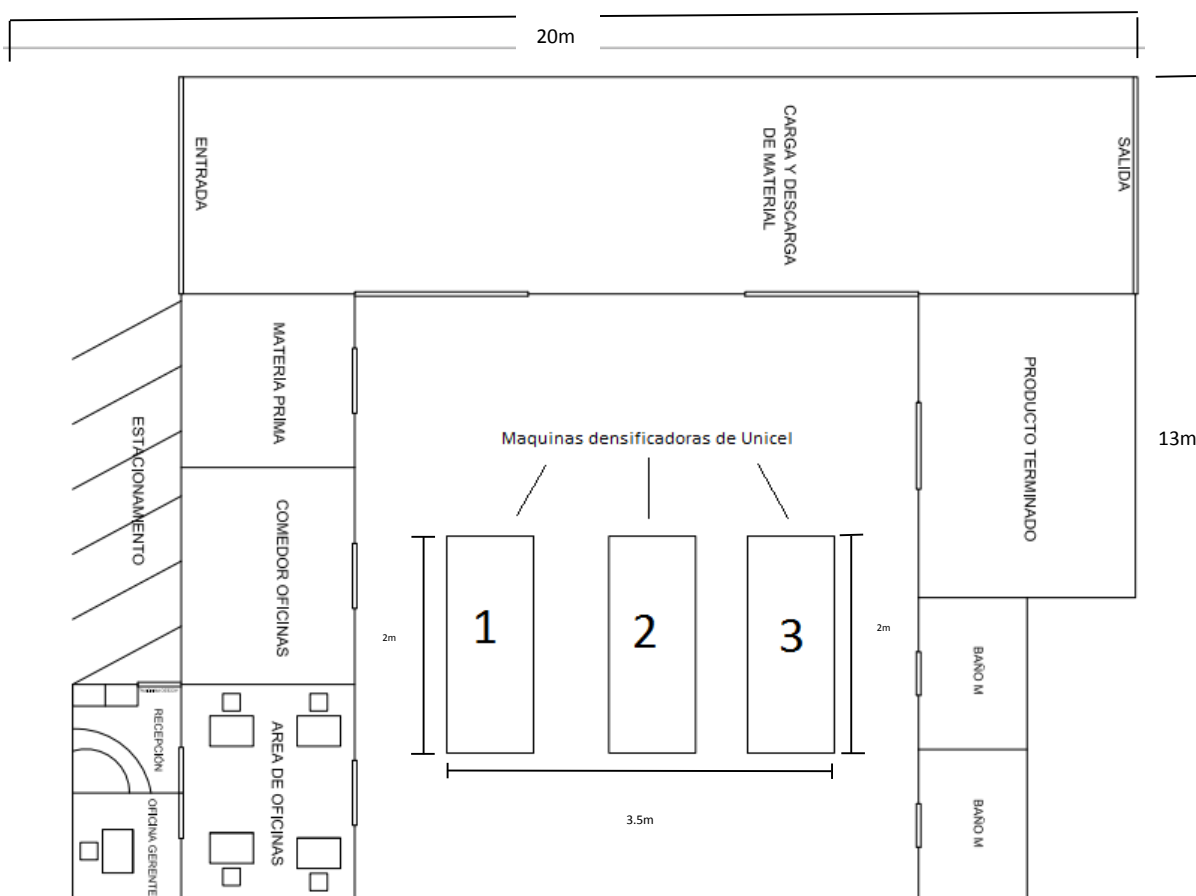 20m
ENTRADA
CARGA Y DESCARGA
DE MATERIAL
SALIDA
MATERIA PRIMA
PRODUCTO TERMINADO
13m
ESTACIONAMIENTO
Maquinas densificadoras de Unicel
COMEDOR OFICINAS
2m
1
2
3
2m
BAÑO M
RECEPCIÓN
AREA DE OFICINAS
3.5m
OFICINA GERENTE
BAÑO M